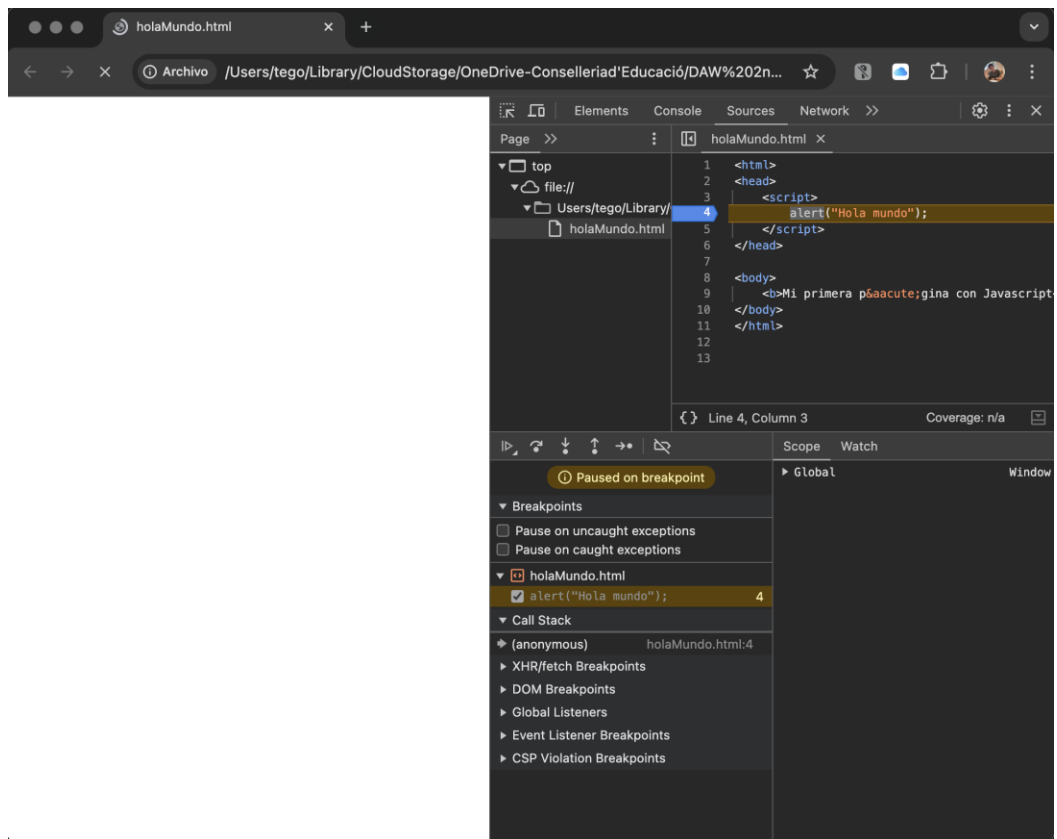 holaMundo.html
Archivo /Users/tego/Library/CloudStorage/OneDrive-Conselleriad'Educació/DAW%202n...
Elements Console Sources Network
Page
holaMundo.html
top
file://
Users/tego/Library/
holaMundo.html
1 <html>
2 <head>
3 <script>
4 alert("Hola mundo");
5 </script>
6 </head>
7
8 <body>
9 <b>Mi primera p&aacute;gina con Javascript<
10 </body>
11 </html>
12
13
{} Line 4, Column 3 Coverage: n/a
Paused on breakpoint
Breakpoints
Pause on uncaught exceptions
Pause on caught exceptions
holaMundo.html
alert("Hola mundo"); 4
Call Stack
(anonymous) holaMundo.html:4
XHR/fetch Breakpoints
DOM Breakpoints
Global Listeners
Event Listener Breakpoints
CSP Violation Breakpoints
Scope Watch
Global Window